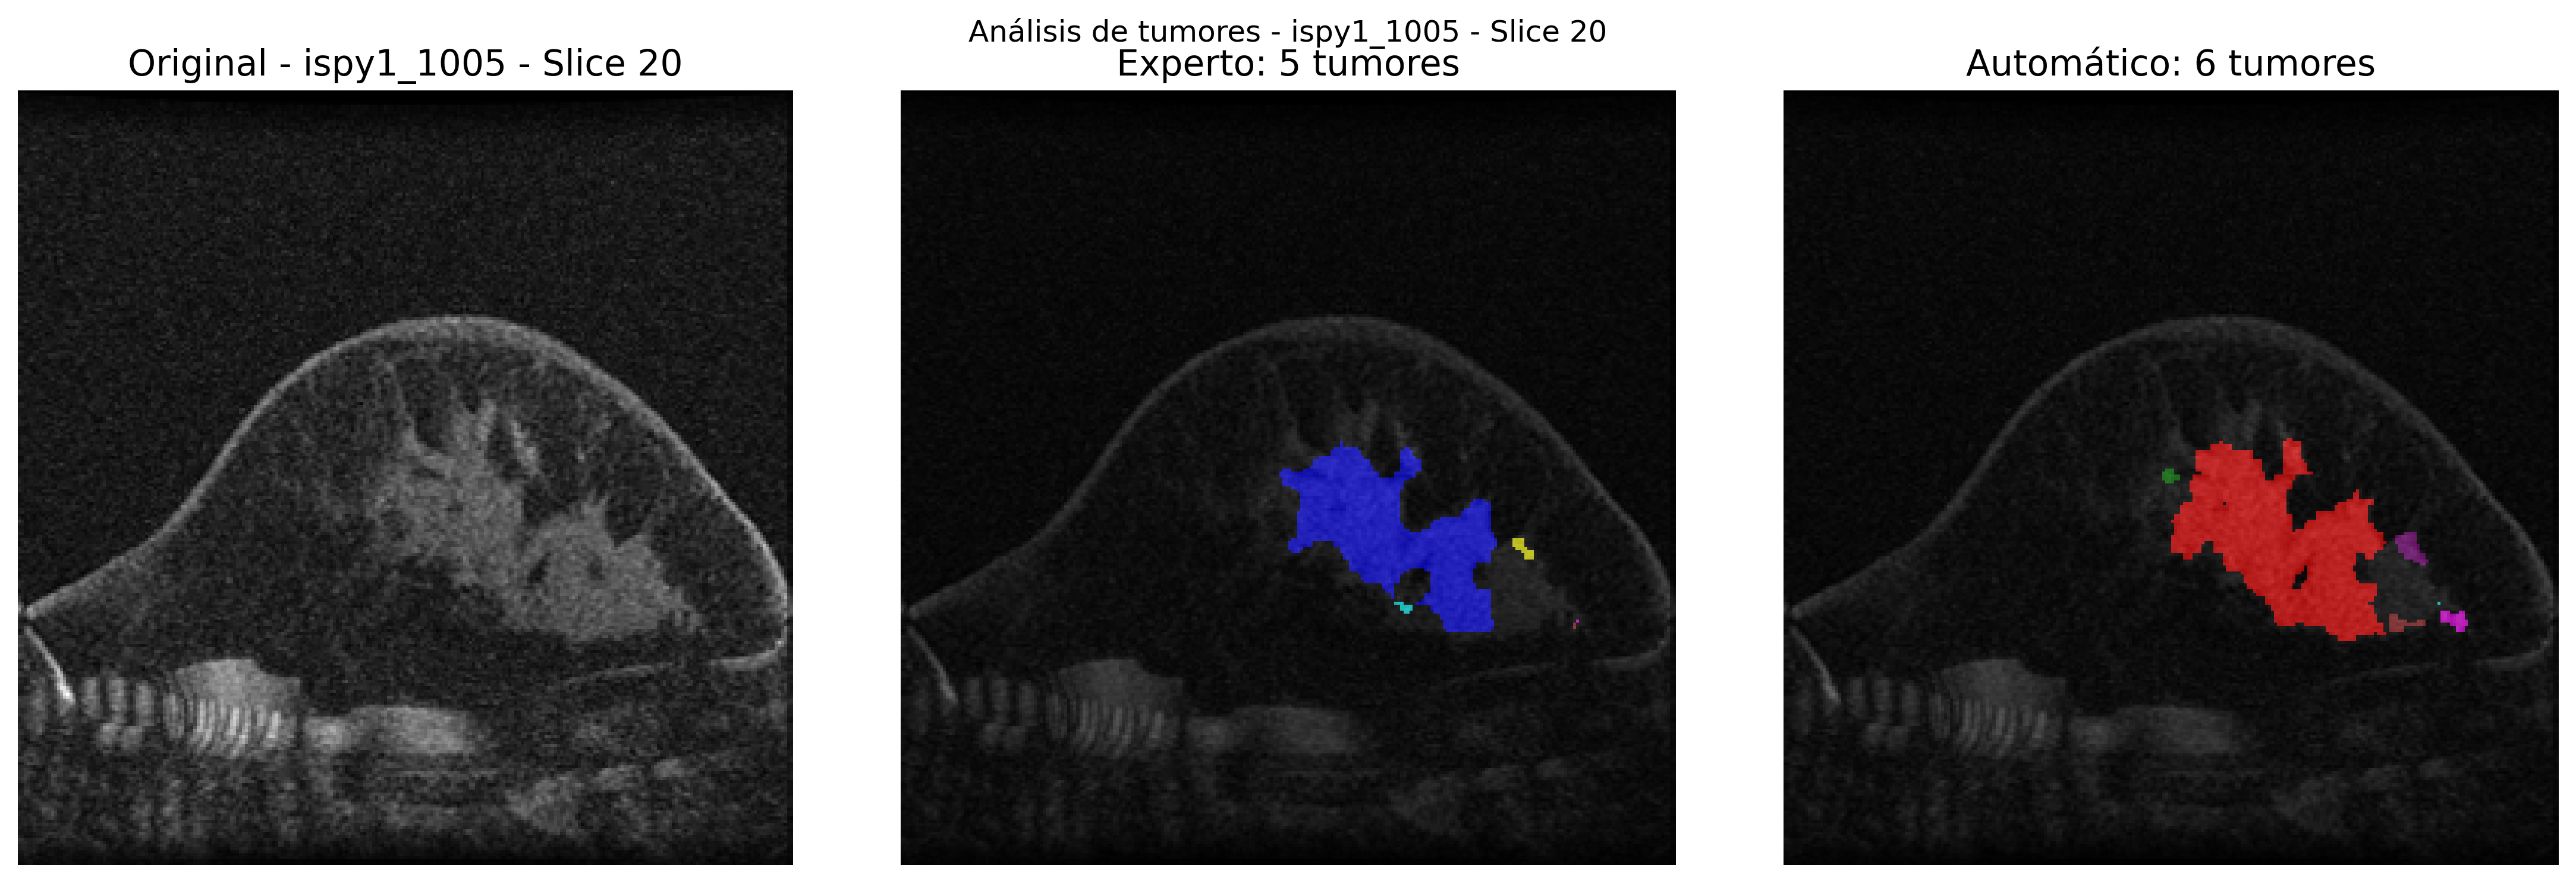 Análisis de tumores - ispy1_1005 - Slice 20
Original - ispy1_1005 - Slice 20
Experto: 5 tumores
Automático: 6 tumores